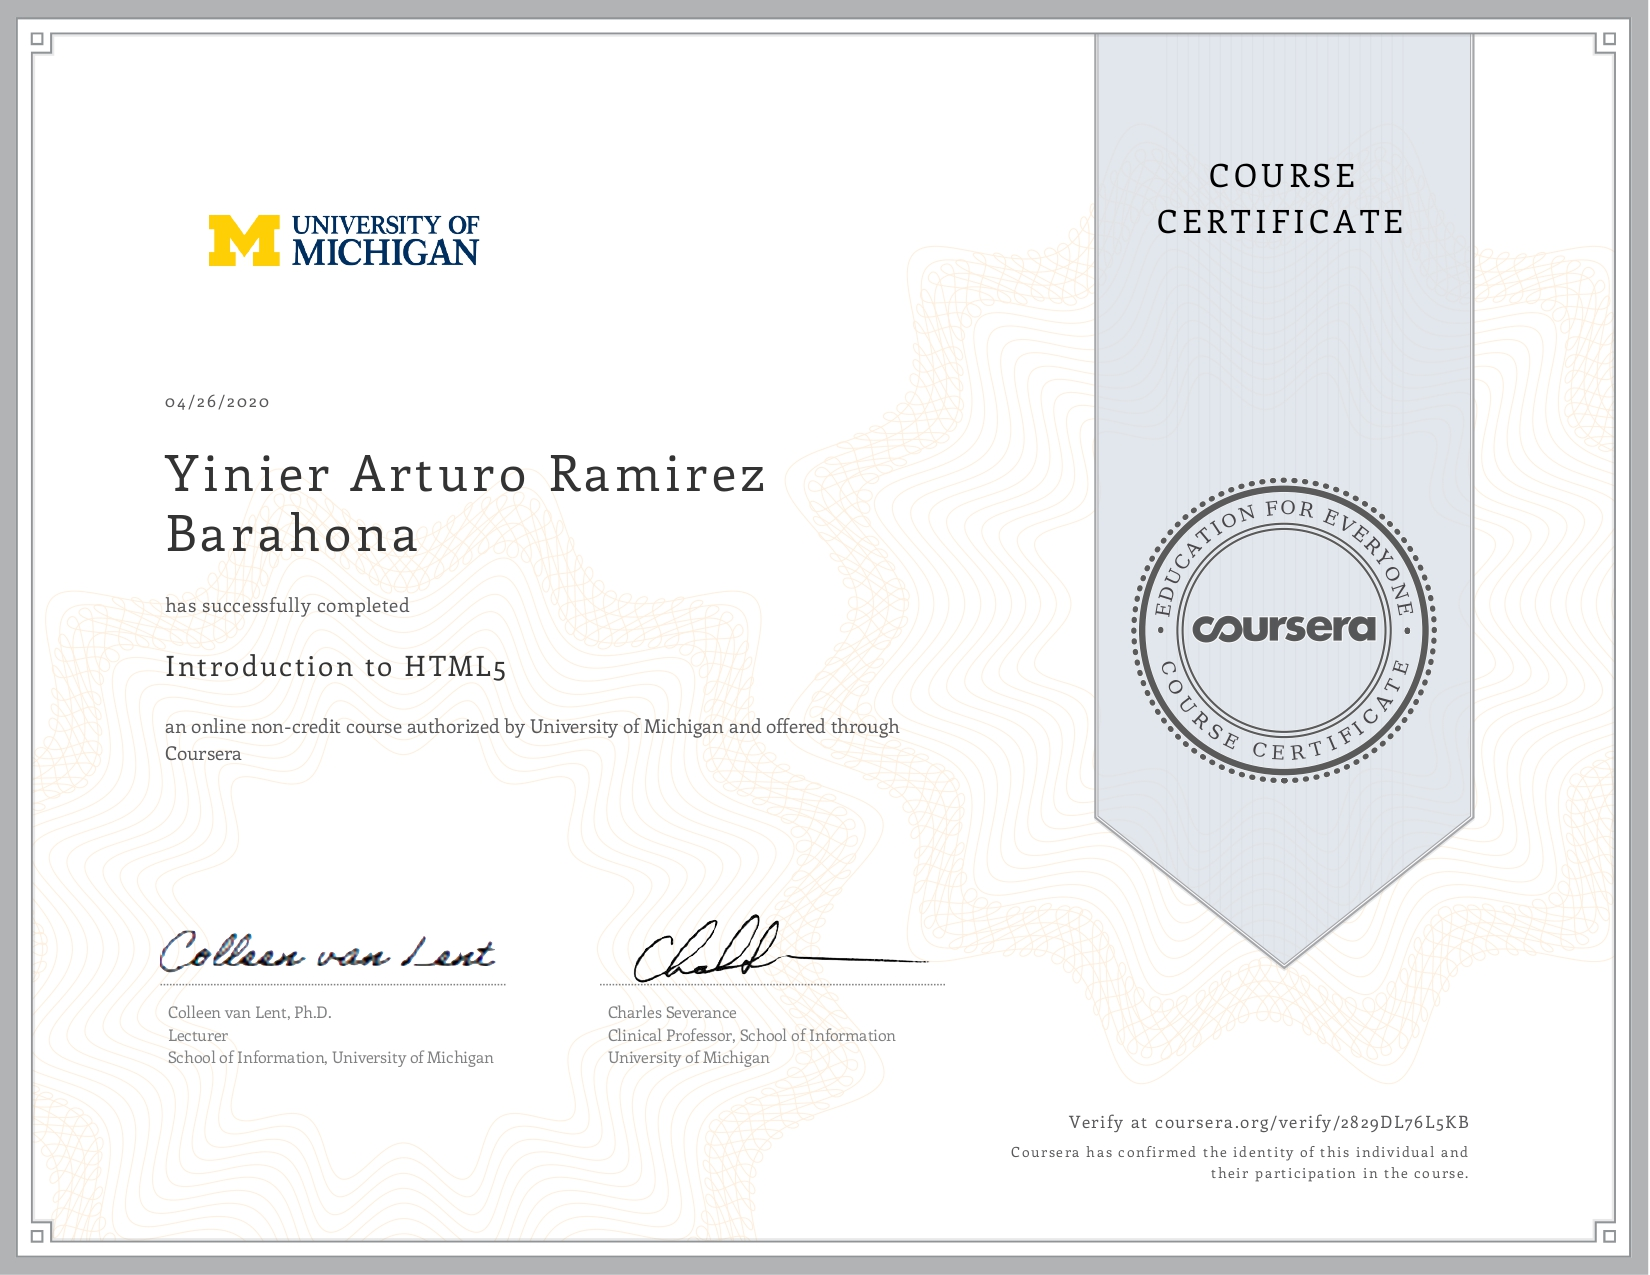 COURSE
CERTIFICATE
UNIVERSITY OF
MICHIGAN
04/26/2020
Yinier Arturo Ramirez
Barahona
has successfully completed
Introduction to HTML5
an online non-credit course authorized by University of Michigan and offered through
Coursera
EDUCATION FOR EVERYONE
coursera
COURSE CERTIFICATE
Colleen van Lent
Colleen van Lent, Ph.D.
Lecturer
School of Information, University of Michigan
Charles Severance
Clinical Professor, School of Information
University of Michigan
Verify at coursera.org/verify/2829DL76L5KB
Coursera has confirmed the identity of this individual and
their participation in the course.